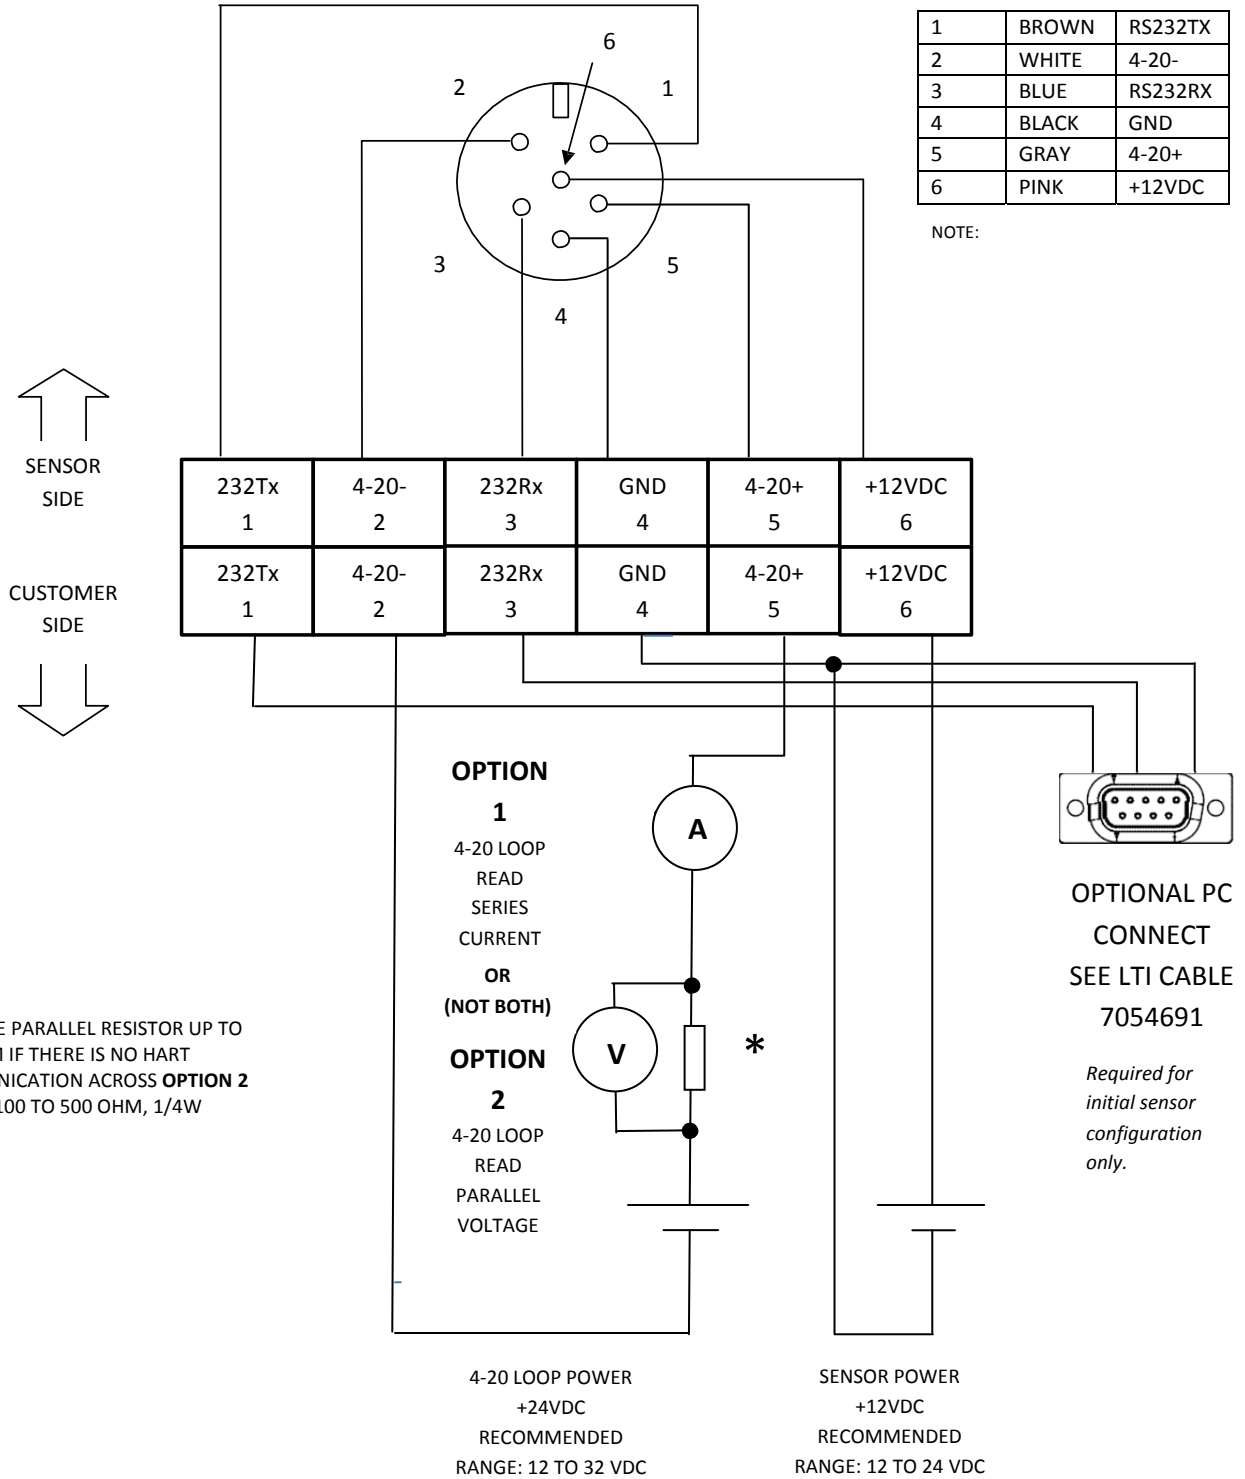 6
2
1
3
5
4
1 BROWN RS232TX
2 WHITE 4-20-
3 BLUE RS232RX
4 BLACK GND
5 GRAY 4-20+
6 PINK +12VDC
NOTE:
SENSOR
SIDE
232Tx 4-20- 232Rx GND 4-20+ +12VDC
1 2 3 4 5 6
CUSTOMER
SIDE
232Tx 4-20- 232Rx GND 4-20+ +12VDC
1 2 3 4 5 6
OPTION
1
4-20 LOOP
READ
SERIES
CURRENT
OR
(NOT BOTH)
OPTION
2
4-20 LOOP
READ
PARALLEL
VOLTAGE
A
V
*
PARALLEL RESISTOR UP TO
IF THERE IS NO HART
ACROSS OPTION 2
100 TO 500 OHM, 1/4W
OPTIONAL PC
CONNECT
SEE LTI CABLE
7054691
Required for
initial sensor
configuration
only.
4-20 LOOP POWER
+24VDC
RECOMMENDED
RANGE: 12 TO 32 VDC
SENSOR POWER
+12VDC
RECOMMENDED
RANGE: 12 TO 24 VDC